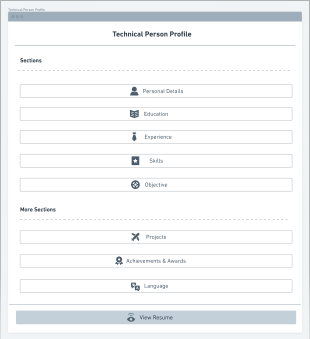 Technical Person Profile
Technical Person Profile
Sections
Personal Details
Education
Experience
Skills
Objective
More Sections
Projects
Achievements & Awards
Language
View Resume